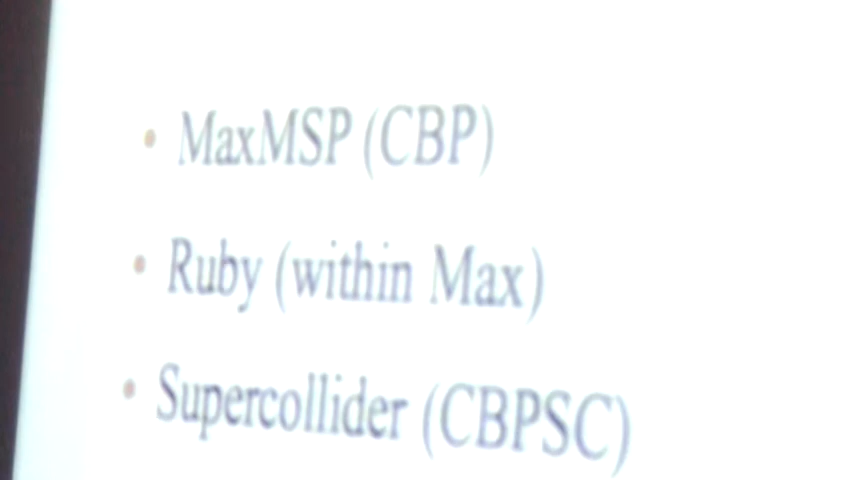 • MaxMSP (CBP)
• Ruby (within Max)
• Supercollider (CBPSC)